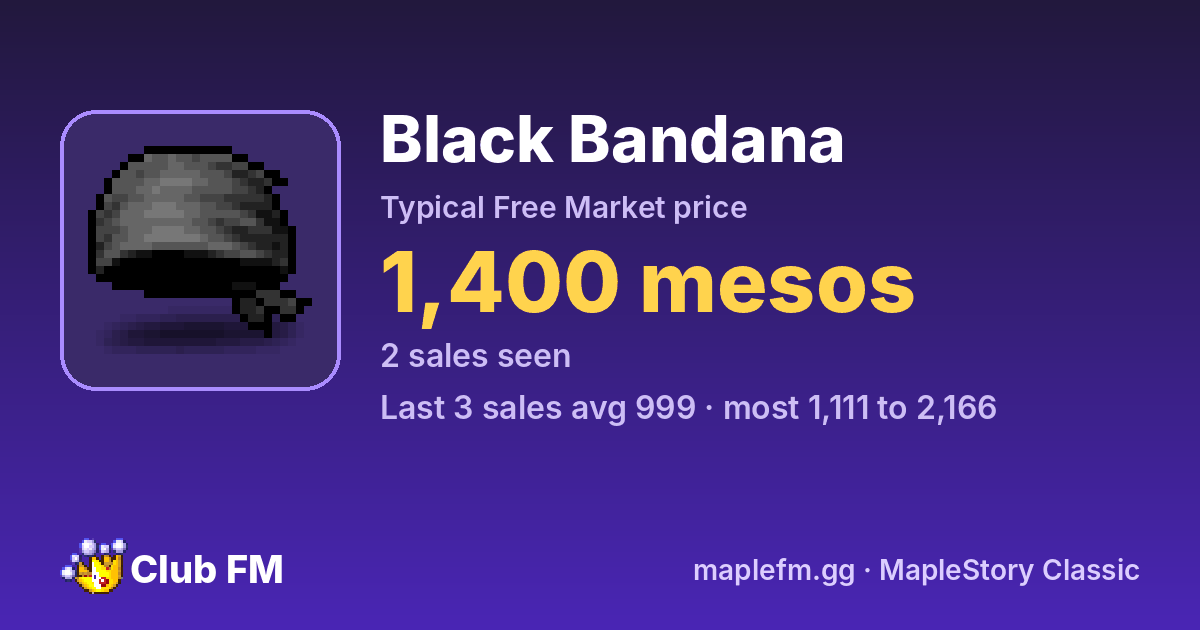 Black Bandana
Typical Free Market price
1,400 mesos
2 sales seen
Last 3 sales avg 999 · most 1,111 to 2,166
Club FM
maplefm.gg · MapleStory Classic